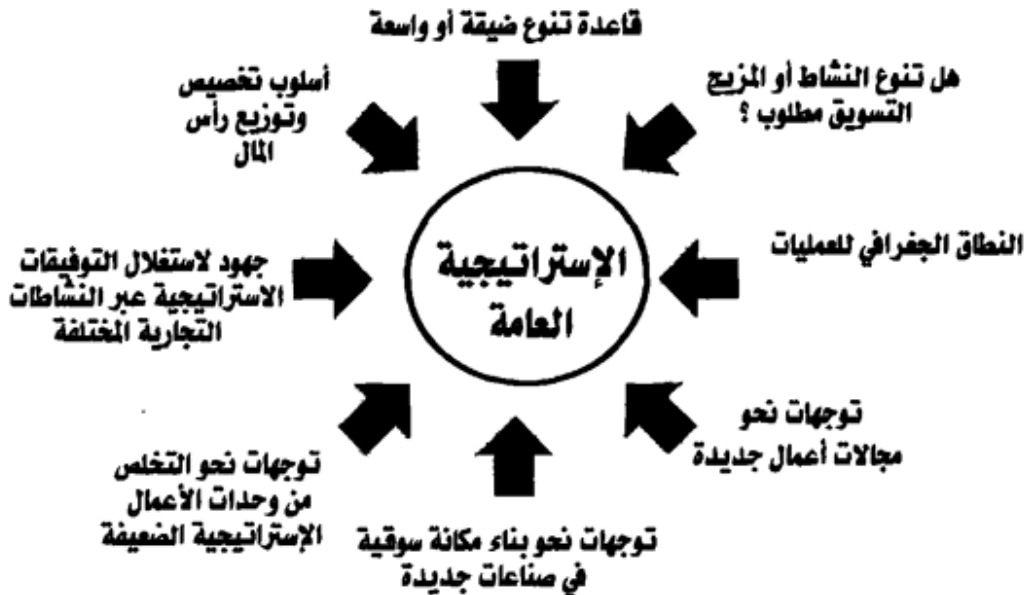 قاعدة تنوع ضيقة أو واسعة
هل تنوع النشاط أو المزيج
التسويق مطلوب ؟
النطاق الجغرافي للعمليات
توجهات نحو
مجالات أعمال جديدة
توجهات نحو بناء مكانة سوقية
في صناعات جديدة
توجهات نحو التخلص
من وحدات الأعمال
الإستراتيجية الضعيفة
جهود لاستغلال التوفيقات
الاستراتيجية عبر النشاطات
التجارية المختلفة
أسلوب تخصيص
وتوزيع رأس
المال
الإستراتيجية
العامة